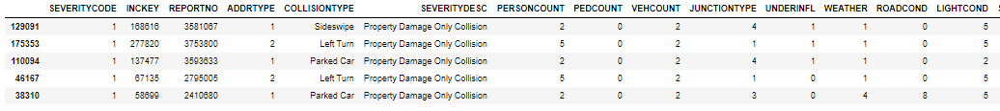 SEVERITYCODE INCKEY REPORTNO ADDRTYPE COLLISIONTYPE SEVERITYDESC PERSONCOUNT PEDCOUNT VEHCOUNT JUNCTIONTYPE UNDERINFL WEATHER ROADCOND LIGHTCOND
129091 1 168616 3581067 1 Sideswipe Property Damage Only Collision 2 0 2 4 1 1 0 5
175353 1 277820 3753800 2 Left Turn Property Damage Only Collision 5 0 2 1 1 1 0 5
110094 1 137477 3593633 1 Parked Car Property Damage Only Collision 2 0 2 4 1 1 0 2
46167 1 67135 2795005 2 Left Turn Property Damage Only Collision 5 0 2 1 0 1 0 5
38310 1 58699 2410680 1 Parked Car Property Damage Only Collision 2 0 2 3 0 4 8 5